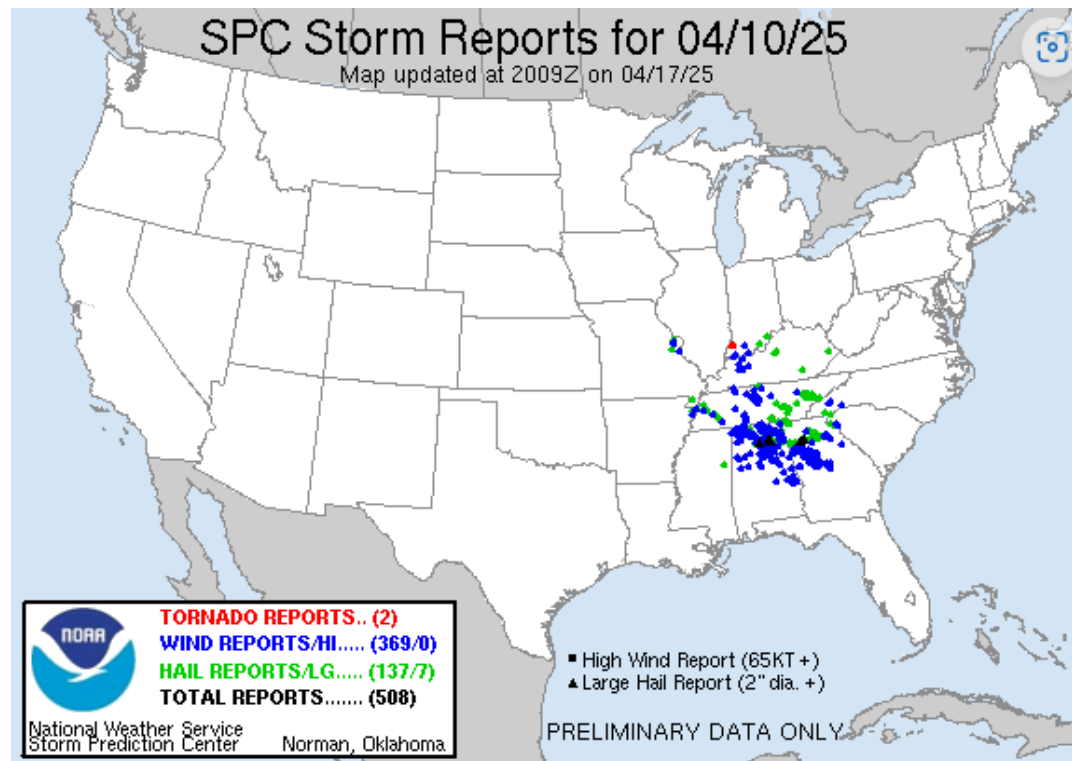 SPC Storm Reports for 04/10/25
Map updated at 2009Z on 04/17/25
NOAA
TORNADO REPORTS.. (2)
WIND REPORTS/HI..... (369/0)
HAIL REPORTS/LG..... (137/7)
TOTAL REPORTS....... (508)
National Weather Service
Storm Prediction Center Norman, Oklahoma
High Wind Report (65KT +)
Large Hail Report (2" dia. +)
PRELIMINARY DATA ONLY